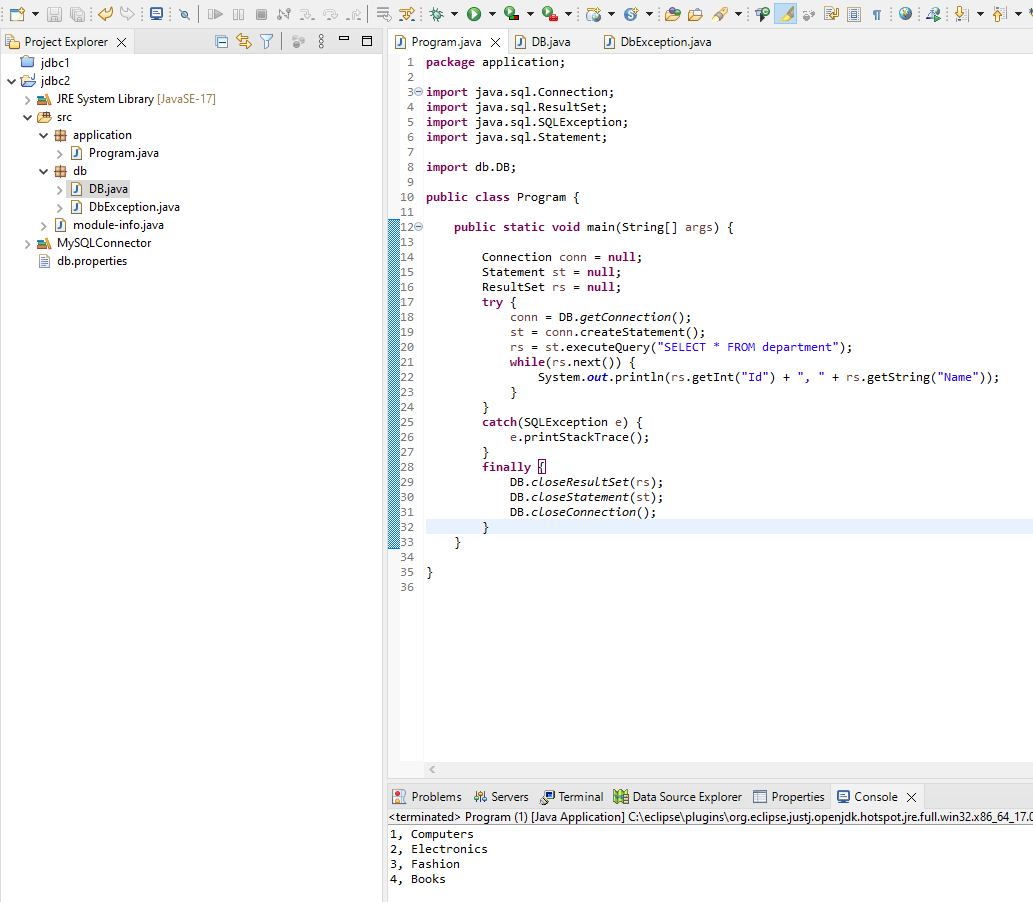 Project Explorer
jdbc1
jdbc2
JRE System Library [JavaSE-17]
src
application
Program.java
db
DB.java
DbException.java
module-info.java
MySQLConnector
db.properties
Program.java DB.java DbException.java
1 package application;
2
3 import java.sql.Connection;
4 import java.sql.ResultSet;
5 import java.sql.SQLException;
6 import java.sql.Statement;
7
8 import db.DB;
9
10 public class Program {
11
12 public static void main(String[] args) {
13
14 Connection conn = null;
15 Statement st = null;
16 ResultSet rs = null;
17 try {
18 conn = DB.getConnection();
19 st = conn.createStatement();
20 rs = st.executeQuery("SELECT * FROM department");
21 while(rs.next()) {
22 System.out.println(rs.getInt("Id") + ", " + rs.getString("Name"));
23 }
24 }
25 catch(SQLException e) {
26 e.printStackTrace();
27 }
28 finally {
29 DB.closeResultSet(rs);
30 DB.closeStatement(st);
31 DB.closeConnection();
32 }
33 }
34
35 }
36
Problems Servers Terminal Data Source Explorer Properties Console
<terminated> Program (1) [Java Application] C:\eclipse\plugins\org.eclipse.justj.openjdk.hotspot.jre.full.win32.x86_64_17.0
1, Computers
2, Electronics
3, Fashion
4, Books